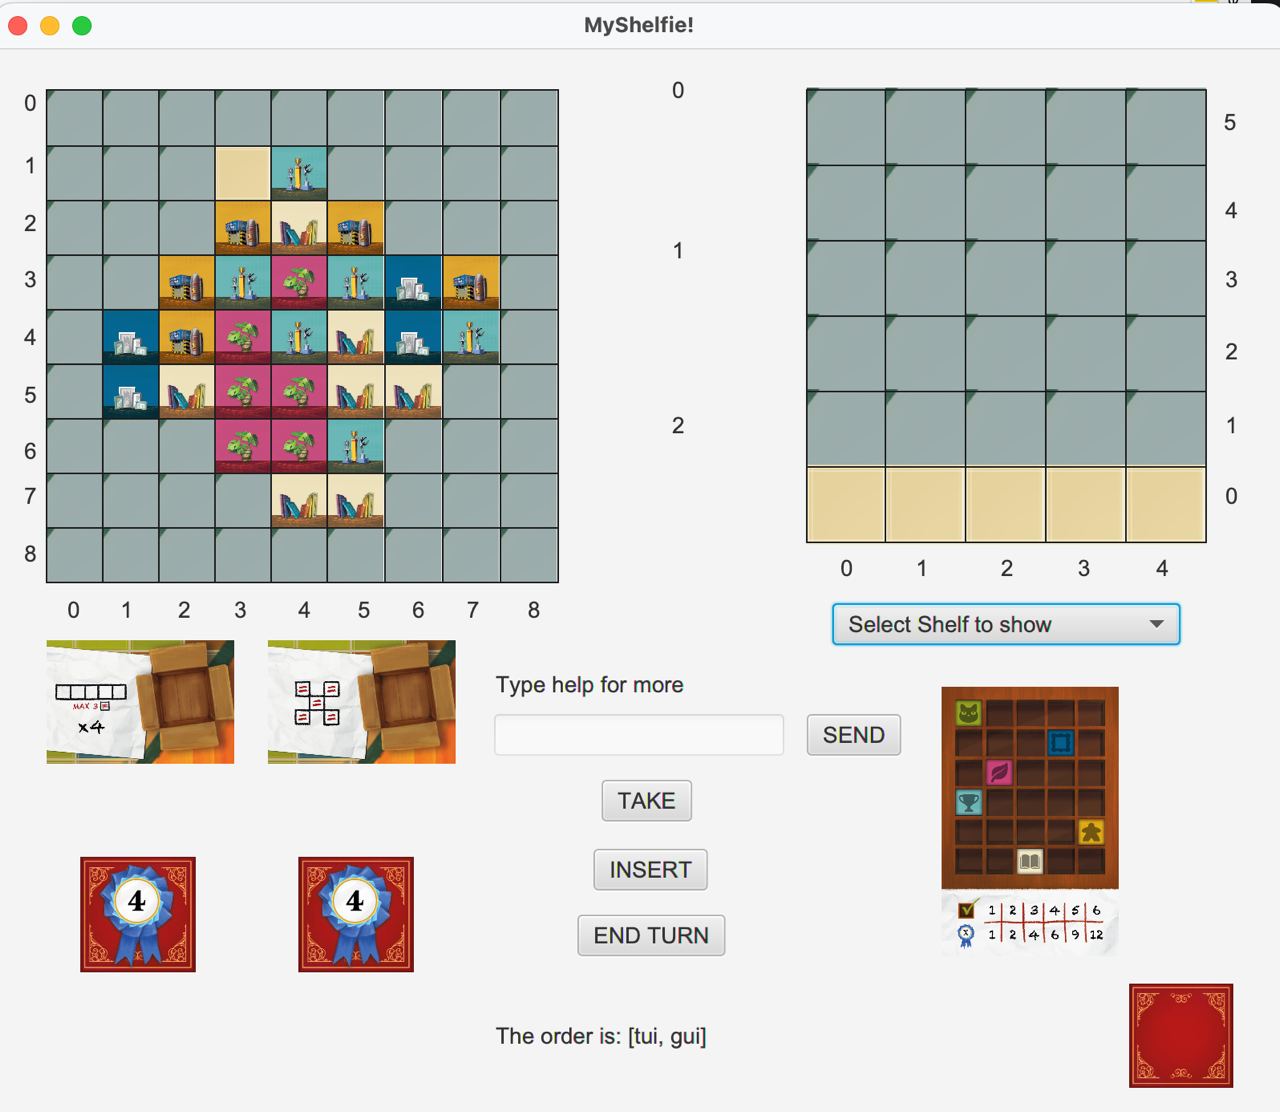 MyShelfie!
0
1
2
3
4
5
6
7
8
0 1 2 3 4 5 6 7 8
0
1
2
5
4
3
2
1
0
0 1 2 3 4
Select Shelf to show
MAX 3
x4
Type help for more
SEND
TAKE
INSERT
END TURN
4
4
1 2 3 4 5 6
x 1 2 4 6 9 12
The order is: [tui, gui]